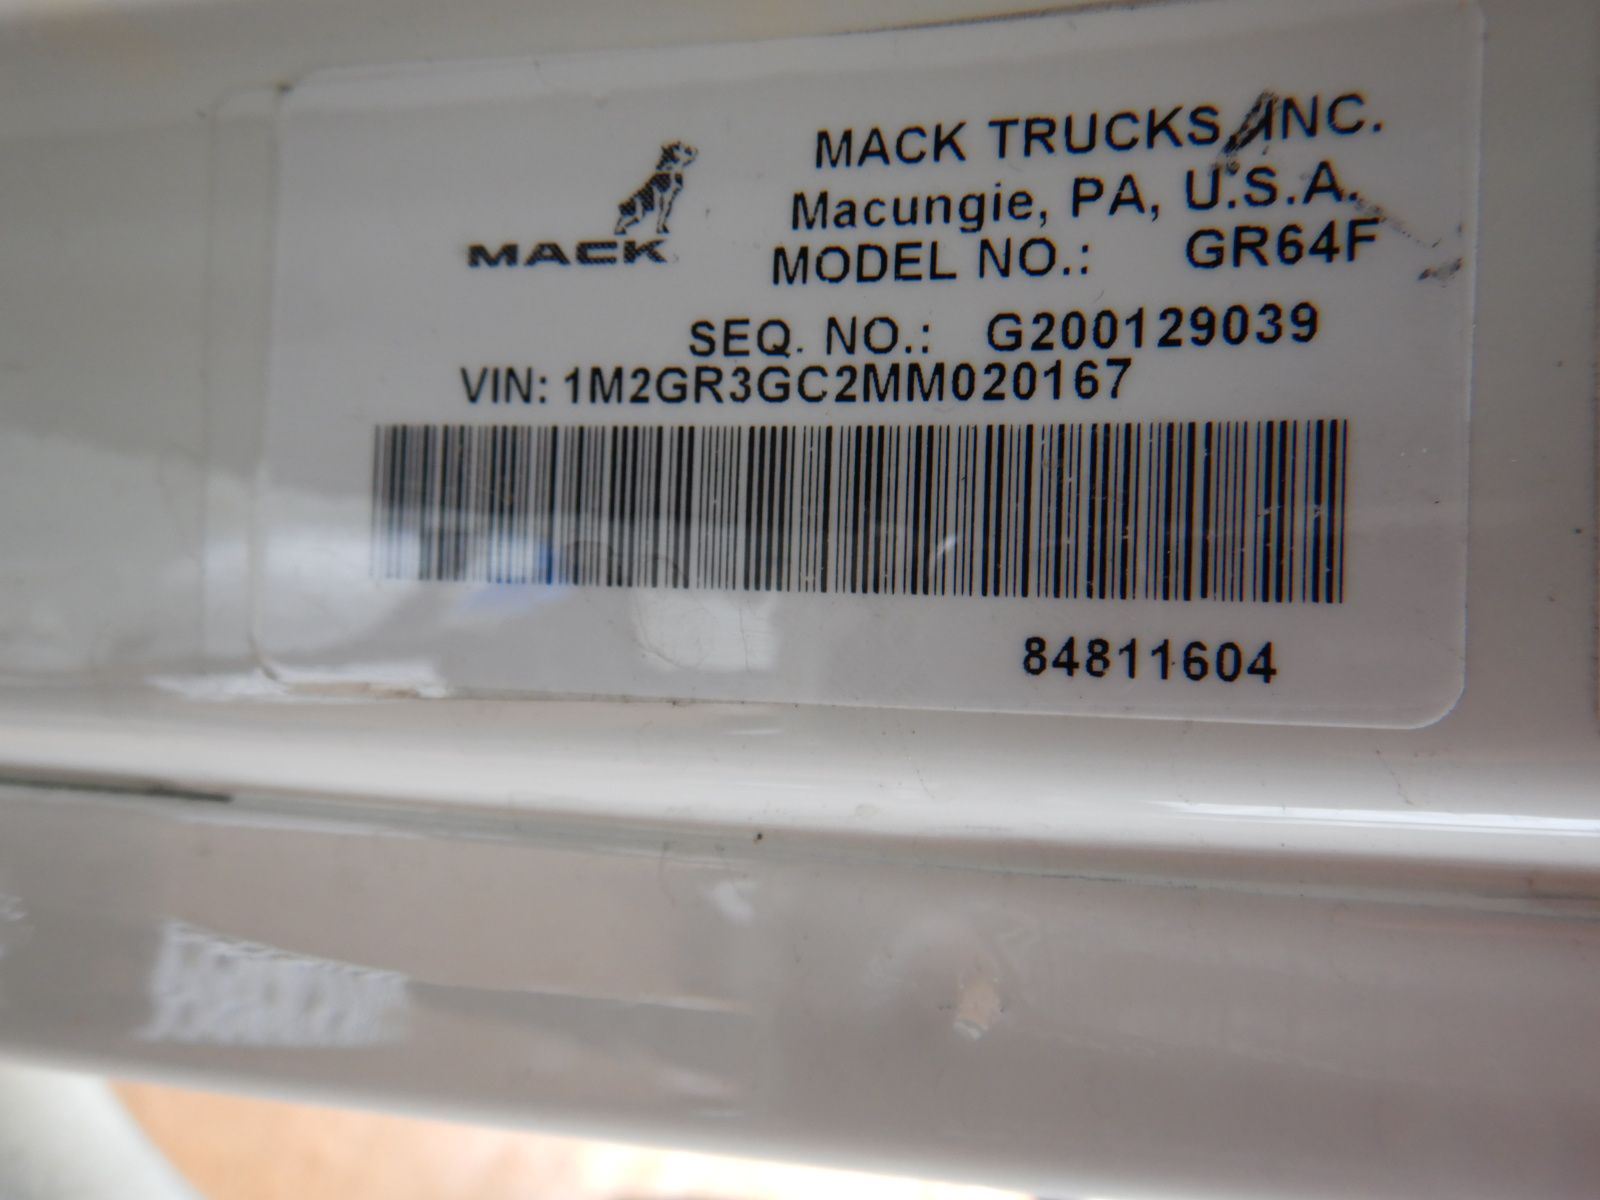 MACK TRUCKS, INC.
Macungie, PA, U.S.A.
MACK
MODEL NO.: GR64F
SEQ. NO.: G200129039
VIN: 1M2GR3GC2MM020167
84811604